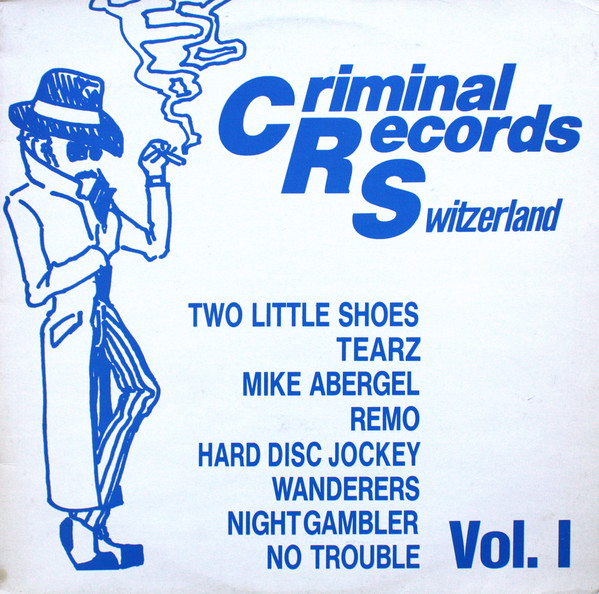 Criminal
Records
Switzerland
TWO LITTLE SHOES
TEARZ
MIKE ABERGEL
REMO
HARD DISC JOCKEY
WANDERERS
NIGHTGAMBLER
NO TROUBLE
Vol. I